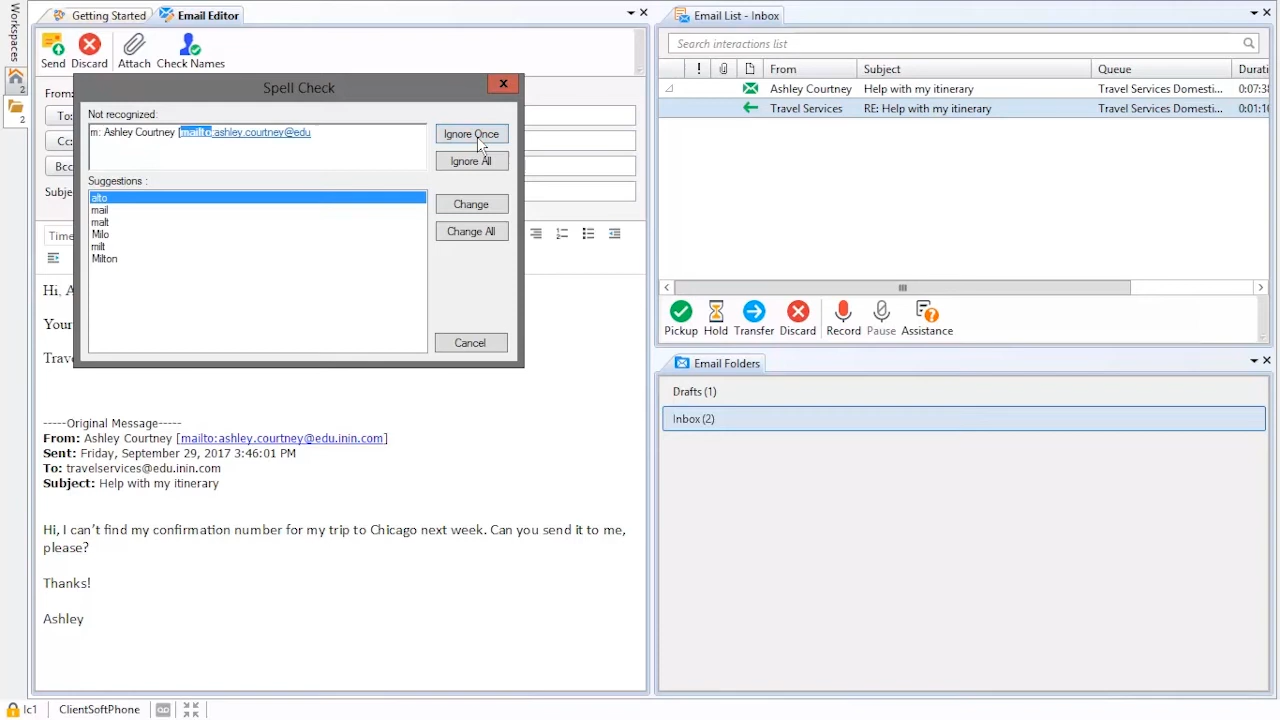 Workspaces
2
2
Getting Started
Email Editor
Send
Discard
Attach
Check Names
From:
To:
Cc:
Bcc
Subje
Time
Hi, A
Your
Trave
Spell Check
Not recognized:
m: Ashley Courtney [mailto:ashley.courtney@edu
Suggestions :
alto
mail
malt
Milo
milt
Milton
Ignore Once
Ignore All
Change
Change All
Cancel
-----Original Message-----
From: Ashley Courtney [mailto:ashley.courtney@edu.inin.com]
Sent: Friday, September 29, 2017 3:46:01 PM
To: travelservices@edu.inin.com
Subject: Help with my itinerary
Hi, I can’t find my confirmation number for my trip to Chicago next week. Can you send it to me,
please?
Thanks!
Ashley
Email List - Inbox
Search interactions list
! From Subject Queue Durati
Ashley Courtney Help with my itinerary Travel Services Domesti... 0:07:38
Travel Services RE: Help with my itinerary Travel Services Domesti... 0:01:10
Pickup Hold Transfer Discard Record Pause Assistance
Email Folders
Drafts (1)
Inbox (2)
lc1 ClientSoftPhone